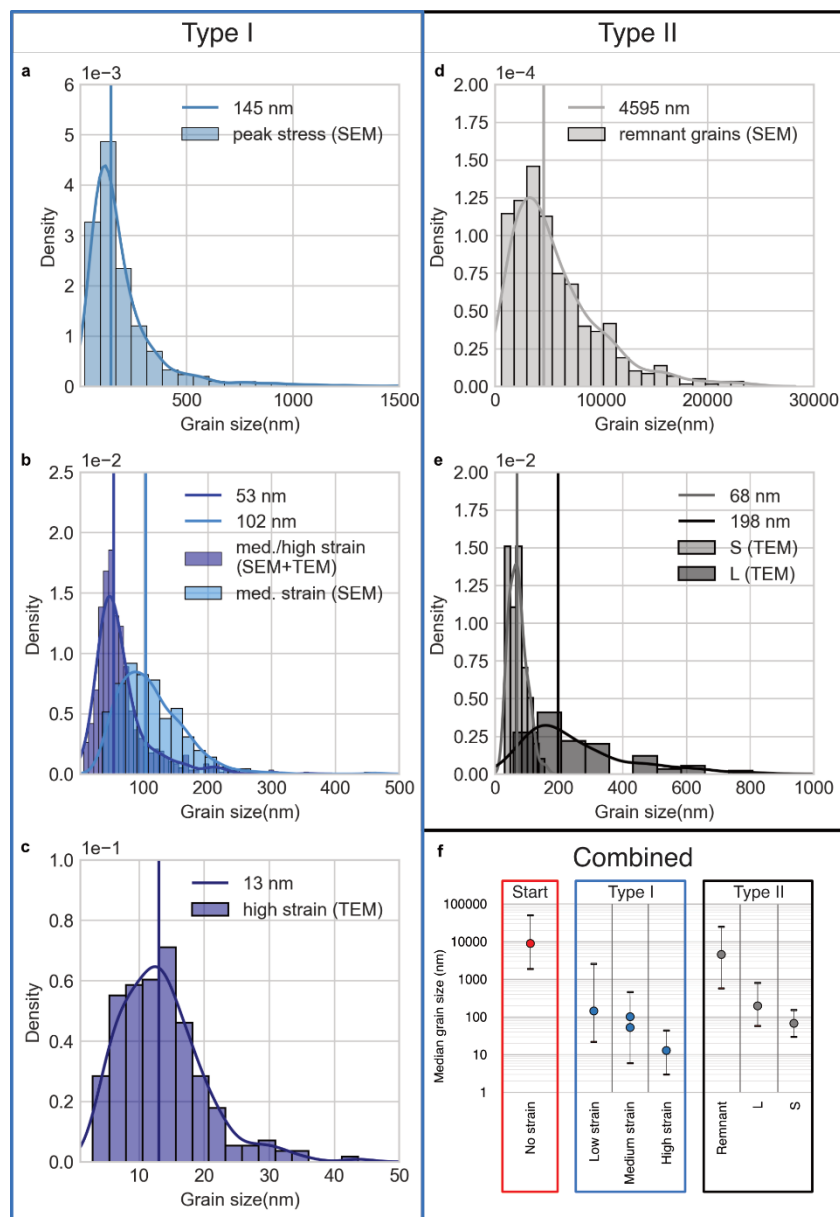 Type I
a
1e−3
6
5
4
3
2
1
0
Density
145 nm
peak stress (SEM)
500
1000
1500
Grain size(nm)
b
1e−2
2.5
2.0
1.5
1.0
0.5
0.0
Density
53 nm
102 nm
med./high strain
(SEM+TEM)
med. strain (SEM)
100
200
300
400
500
Grain size(nm)
c
1e−1
1.0
0.8
0.6
0.4
0.2
0.0
Density
13 nm
high strain (TEM)
10
20
30
40
50
Grain size(nm)
Type II
d
1e−4
2.00
1.75
1.50
1.25
1.00
0.75
0.50
0.25
0.00
Density
4595 nm
remnant grains (SEM)
0
10000
20000
30000
Grain size(nm)
e
1e−2
2.00
1.75
1.50
1.25
1.00
0.75
0.50
0.25
0.00
Density
68 nm
198 nm
S (TEM)
L (TEM)
0
200
400
600
800
1000
Grain size(nm)
f
Combined
Start
Type I
Type II
100000
10000
1000
100
10
1
Median grain size (nm)
No strain
Low strain
Medium strain
High strain
Remnant
L
S